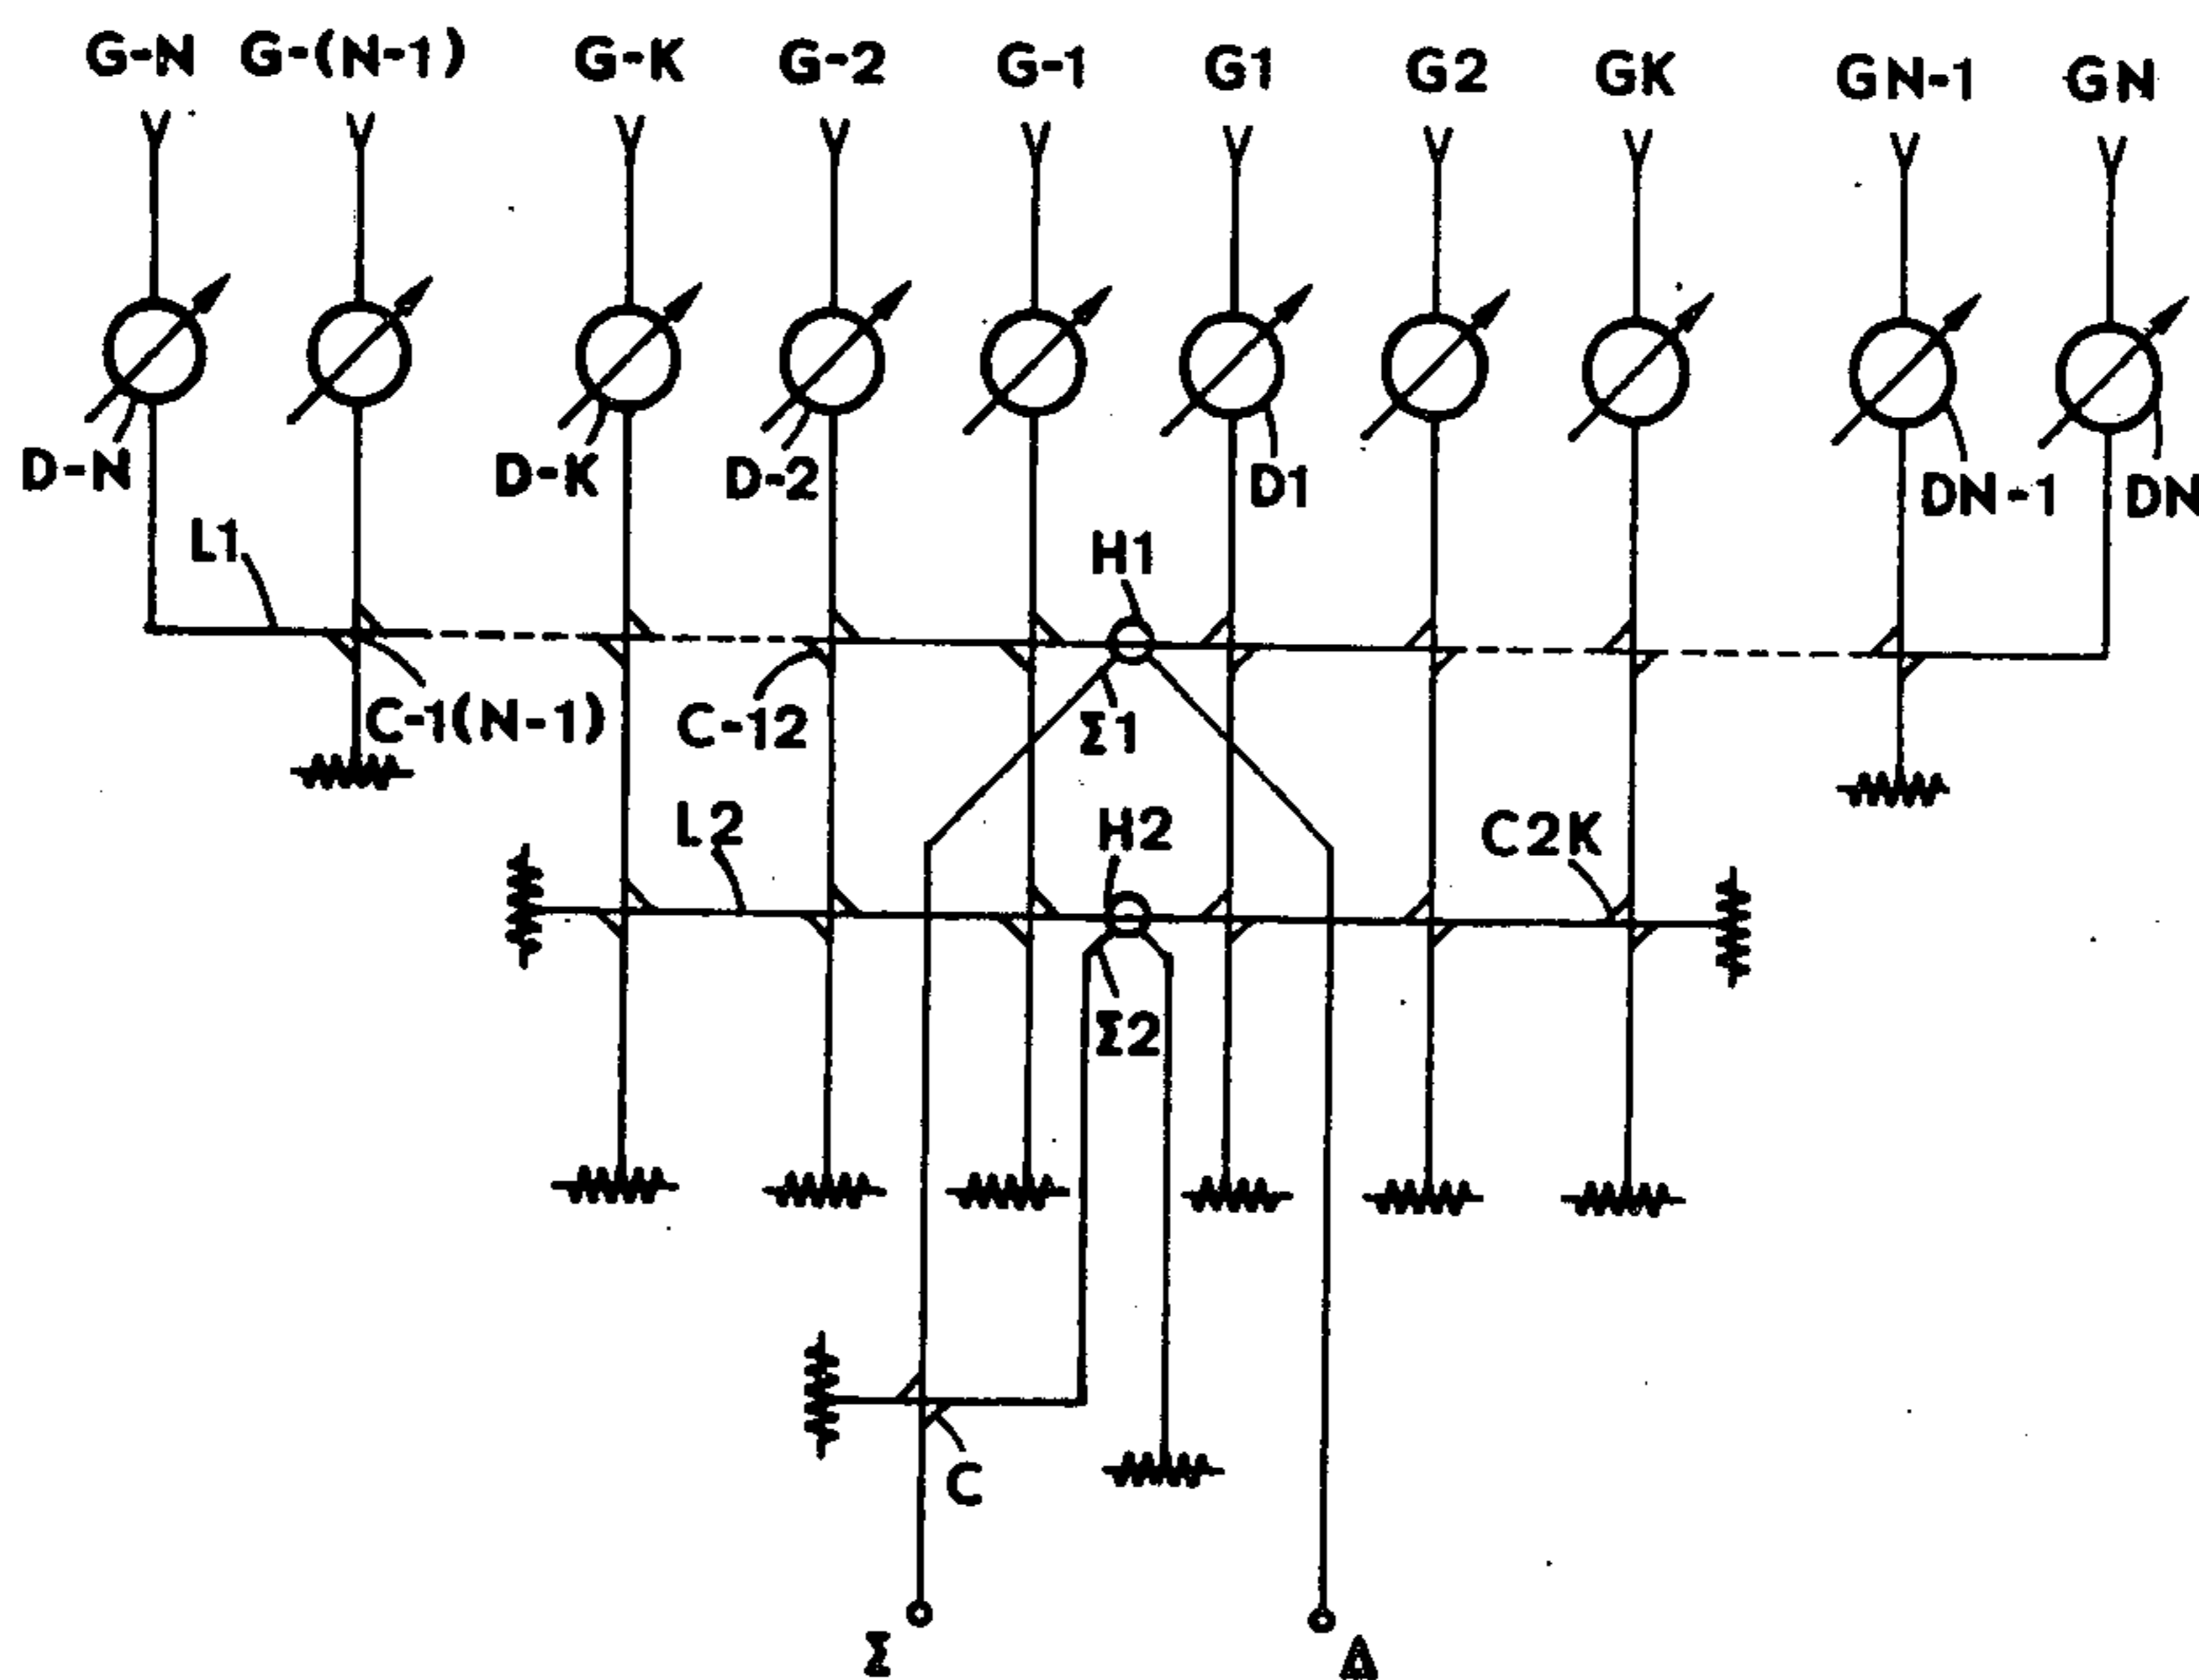 G-N G-(N-1) G-K G-2 G-1 G1 G2 GK GN-1 GN
D-N D-K D-2 D1 DN-1 DN
L1 H1
C-1(N-1) C-12 Σ1
L2 H2 C2K
Σ2
C
Σ Δ